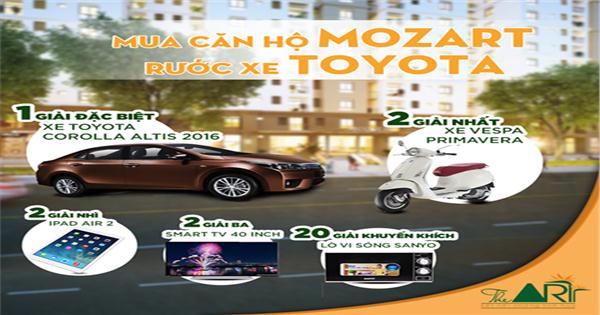 MUA CĂN HỘ MOZART
RƯỚC XE TOYOTA
1 GIẢI ĐẶC BIỆT
XE TOYOTA
COROLLA ALTIS 2016
2 GIẢI NHẤT
XE VESPA
PRIMAVERA
2 GIẢI NHÌ
IPAD AIR 2
2 GIẢI BA
SMART TV 40 INCH
20 GIẢI KHUYẾN KHÍCH
LÒ VI SÓNG SANYO
The ART